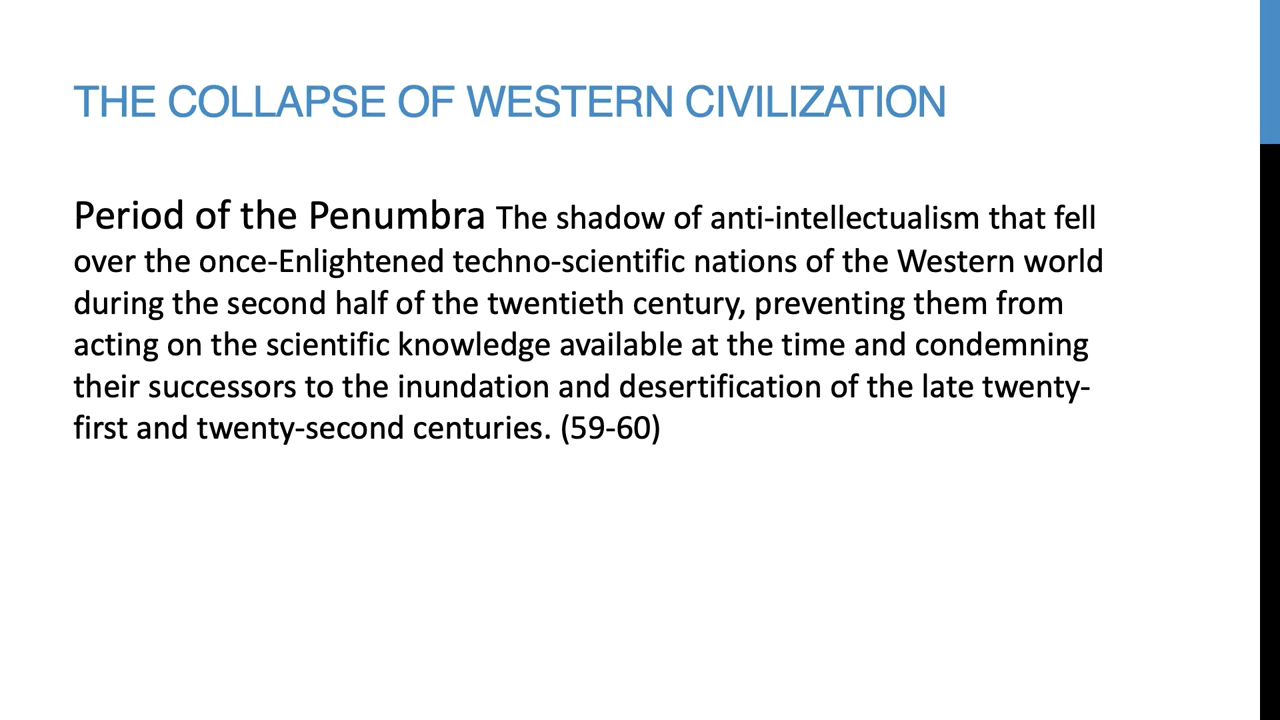 THE COLLAPSE OF WESTERN CIVILIZATION
Period of the Penumbra The shadow of anti-intellectualism that fell
over the once-Enlightened techno-scientific nations of the Western world
during the second half of the twentieth century, preventing them from
acting on the scientific knowledge available at the time and condemning
their successors to the inundation and desertification of the late twenty-
first and twenty-second centuries. (59-60)